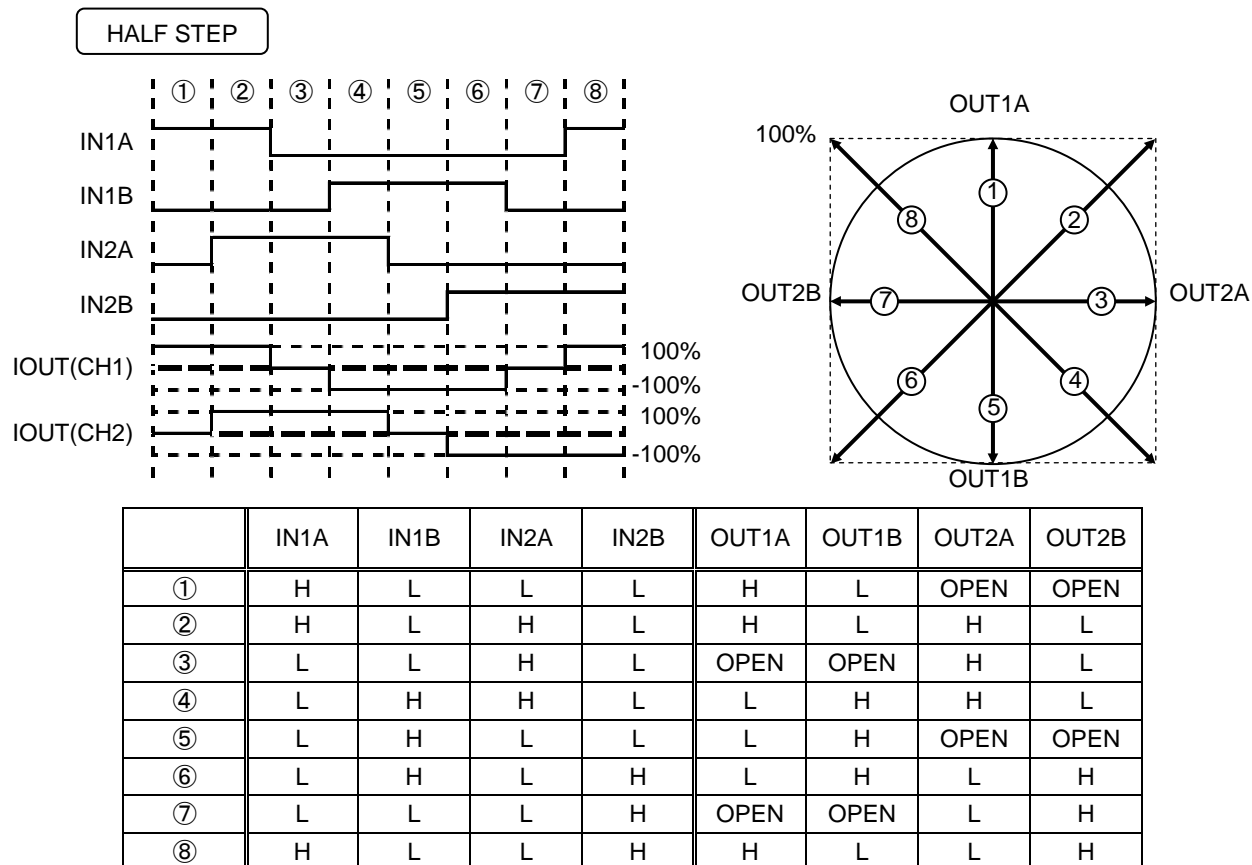 HALF STEP
① ② ③ ④ ⑤ ⑥ ⑦ ⑧
IN1A
IN1B
IN2A
IN2B
IOUT(CH1)
100%
-100%
IOUT(CH2)
100%
-100%
OUT1A
100%
① ② ③ ④ ⑤ ⑥ ⑦ ⑧
OUT2B
OUT2A
OUT1B
IN1A IN1B IN2A IN2B OUT1A OUT1B OUT2A OUT2B
① H L L L H L OPEN OPEN
② H L H L H L H L
③ L L H L OPEN OPEN H L
④ L H H L L H H L
⑤ L H L L L H OPEN OPEN
⑥ L H L H L H L H
⑦ L L L H OPEN OPEN L H
⑧ H L L H H L L H